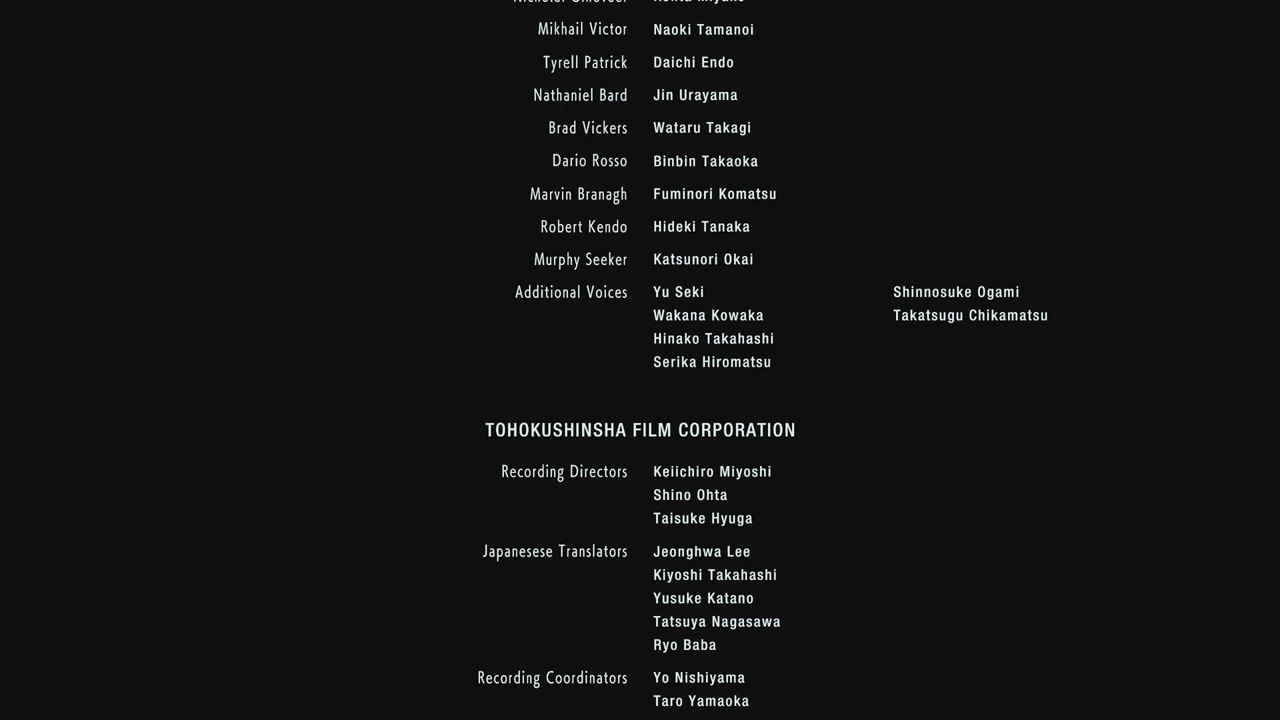 Mikhail Victor Naoki Tamanoi
Tyrell Patrick Daichi Endo
Nathaniel Bard Jin Urayama
Brad Vickers Wataru Takagi
Dario Rosso Binbin Takaoka
Marvin Branagh Fuminori Komatsu
Robert Kendo Hideki Tanaka
Murphy Seeker Katsunori Okai
Additional Voices Yu Seki Shinnosuke Ogami
Wakana Kowaka Takatsugu Chikamatsu
Hinako Takahashi
Serika Hiromatsu
TOHOKUSHINSHA FILM CORPORATION
Recording Directors Keiichiro Miyoshi
Shino Ohta
Taisuke Hyuga
Japanesese Translators Jeonghwa Lee
Kiyoshi Takahashi
Yusuke Katano
Tatsuya Nagasawa
Ryo Baba
Recording Coordinators Yo Nishiyama
Taro Yamaoka